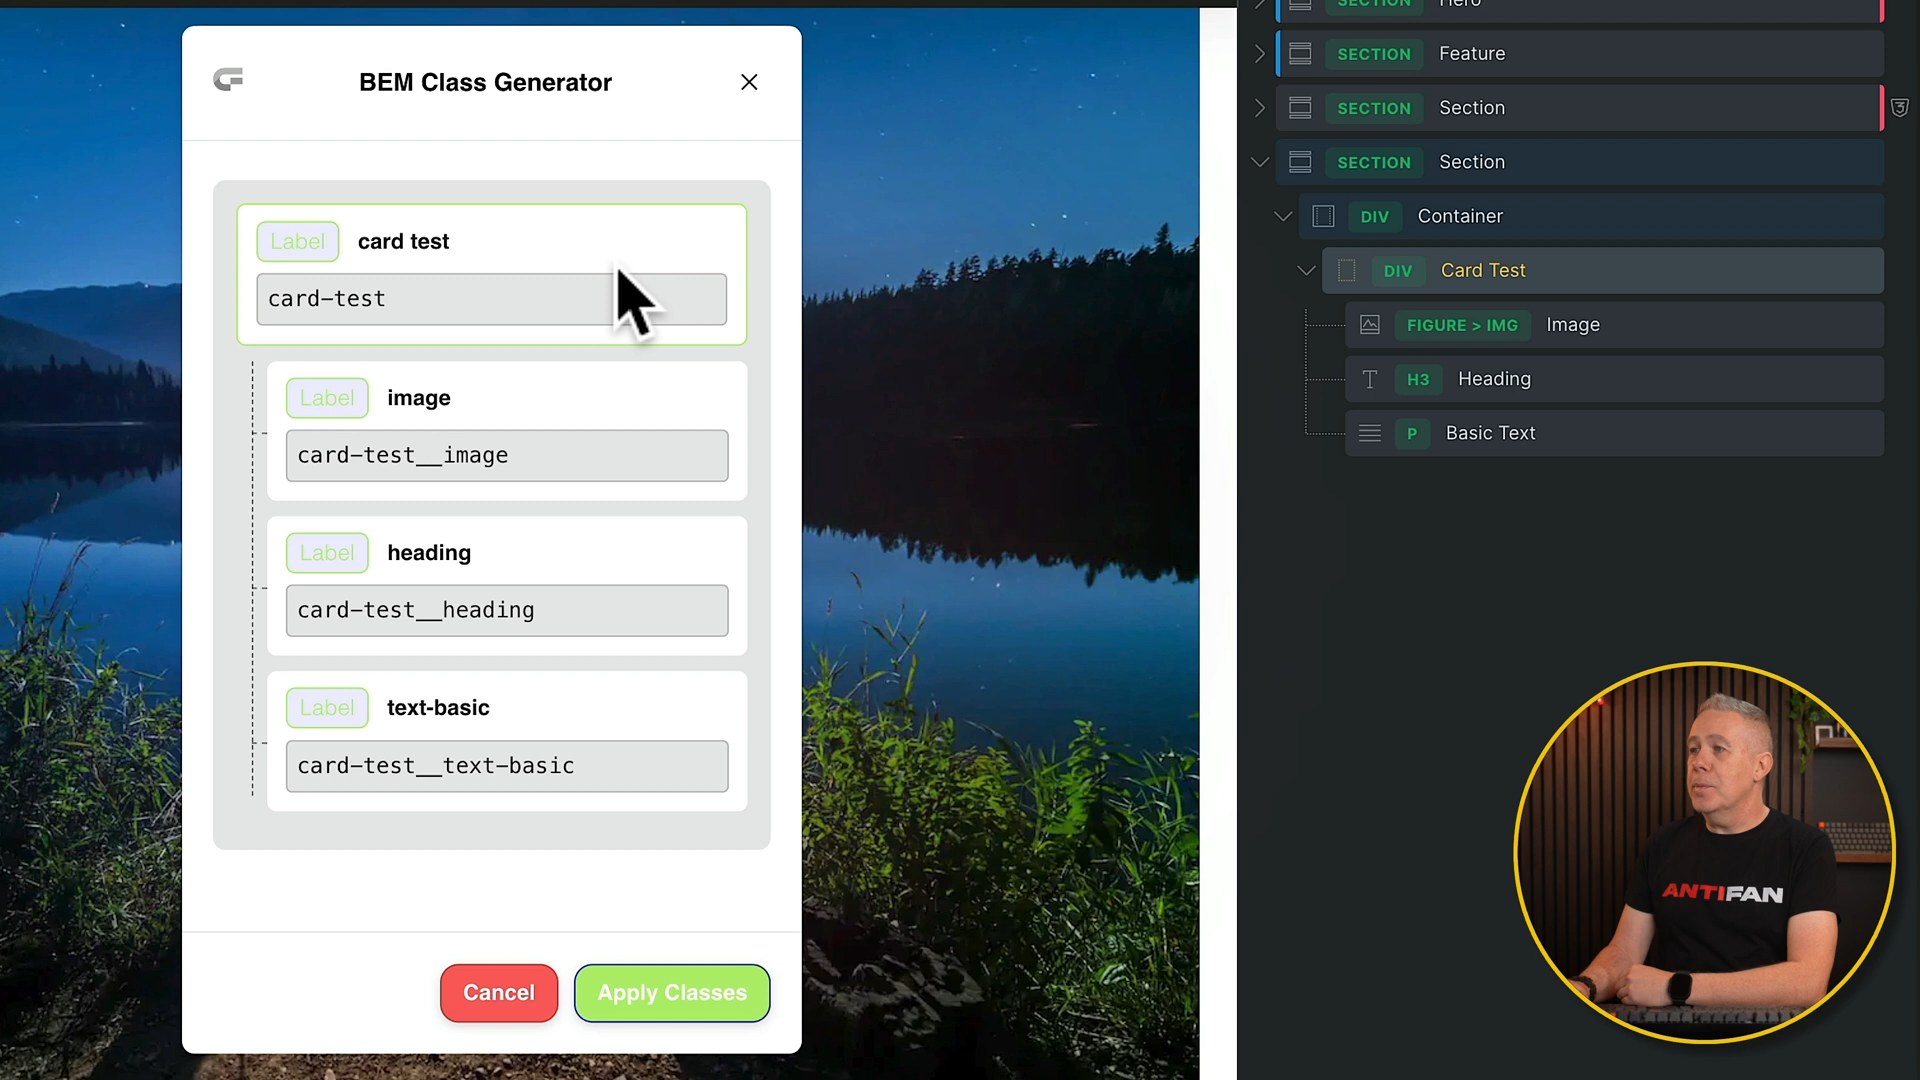 BEM Class Generator
Label card test
card-test
Label image
card-test__image
Label heading
card-test__heading
Label text-basic
card-test__text-basic
Cancel Apply Classes
SECTION Hero
SECTION Feature
SECTION Section
SECTION Section
DIV Container
DIV Card Test
FIGURE > IMG Image
H3 Heading
P Basic Text
ANTIFAN